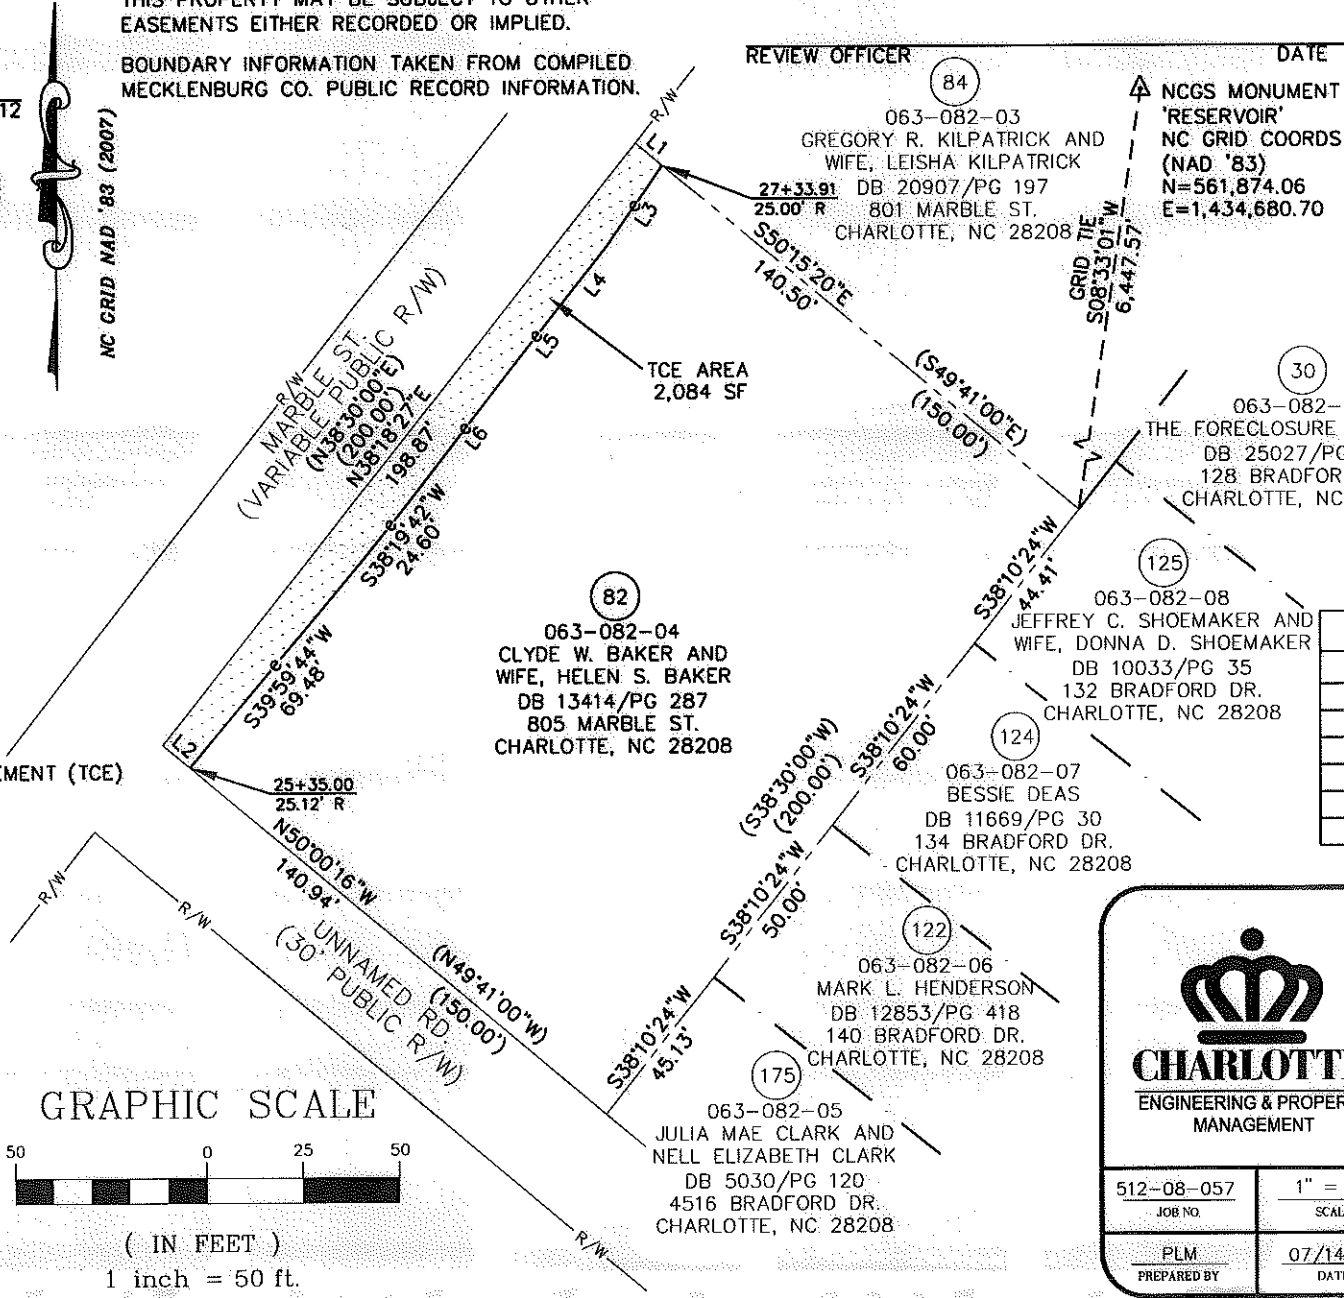 THIS PROPERTY MAY BE SUBJECT TO OTHER
EASEMENTS EITHER RECORDED OR IMPLIED.
BOUNDARY INFORMATION TAKEN FROM COMPILED
MECKLENBURG CO. PUBLIC RECORD INFORMATION.
12
NC GRID NAD '83 (2007)
REVIEW OFFICER
DATE
84
063-082-03
GREGORY R. KILPATRICK AND
WIFE, LEISHA KILPATRICK
DB 20907/PG 197
801 MARBLE ST.
CHARLOTTE, NC 28208
NCGS MONUMENT
'RESERVOIR'
NC GRID COORDS
(NAD '83)
N=561,874.06
E=1,434,680.70
GRID TIE
S08°33'01"W
6,447.57'
R/W
L1
27+33.91
25.00' R
e
L3
L4
e
L5
e
L6
e
e
S50°15'20"E
140.50'
(S49°41'00"E)
(150.00')
TCE AREA
2,084 SF
R/W
MARBLE ST.
(VARIABLE PUBLIC R/W)
(N38°30'00"E)
(200.00')
N38°18'27"E
198.87'
S38°19'42"W
24.60'
S39°59'44"W
69.48'
L2
EMENT (TCE)
25+35.00
25.12' R
82
063-082-04
CLYDE W. BAKER AND
WIFE, HELEN S. BAKER
DB 13414/PG 287
805 MARBLE ST.
CHARLOTTE, NC 28208
30
063-082-
THE FORECLOSURE
DB 25027/PG
128 BRADFOR
CHARLOTTE, NC
S38°10'24"W
44.41'
125
063-082-08
JEFFREY C. SHOEMAKER AND
WIFE, DONNA D. SHOEMAKER
DB 10033/PG 35
132 BRADFORD DR.
CHARLOTTE, NC 28208
S38°10'24"W
60.00'
(S38°30'00"W)
(200.00')
124
063-082-07
BESSIE DEAS
DB 11669/PG 30
134 BRADFORD DR.
CHARLOTTE, NC 28208
S38°10'24"W
50.00'
122
063-082-06
MARK L. HENDERSON
DB 12853/PG 418
140 BRADFORD DR.
CHARLOTTE, NC 28208
S38°10'24"W
45.13'
175
063-082-05
JULIA MAE CLARK AND
NELL ELIZABETH CLARK
DB 5030/PG 120
4516 BRADFORD DR.
CHARLOTTE, NC 28208
N50°00'16"W
140.94'
(N49°41'00"W)
(150.00')
UNNAMED RD.
(30' PUBLIC R/W)
R/W
R/W
R/W
GRAPHIC SCALE
50 0 25 50
( IN FEET )
1 inch = 50 ft.
CHARLOTT
ENGINEERING & PROPER
MANAGEMENT
512-08-057
JOB NO.
1" =
SCAL
PLM
PREPARED BY
07/14
DAT